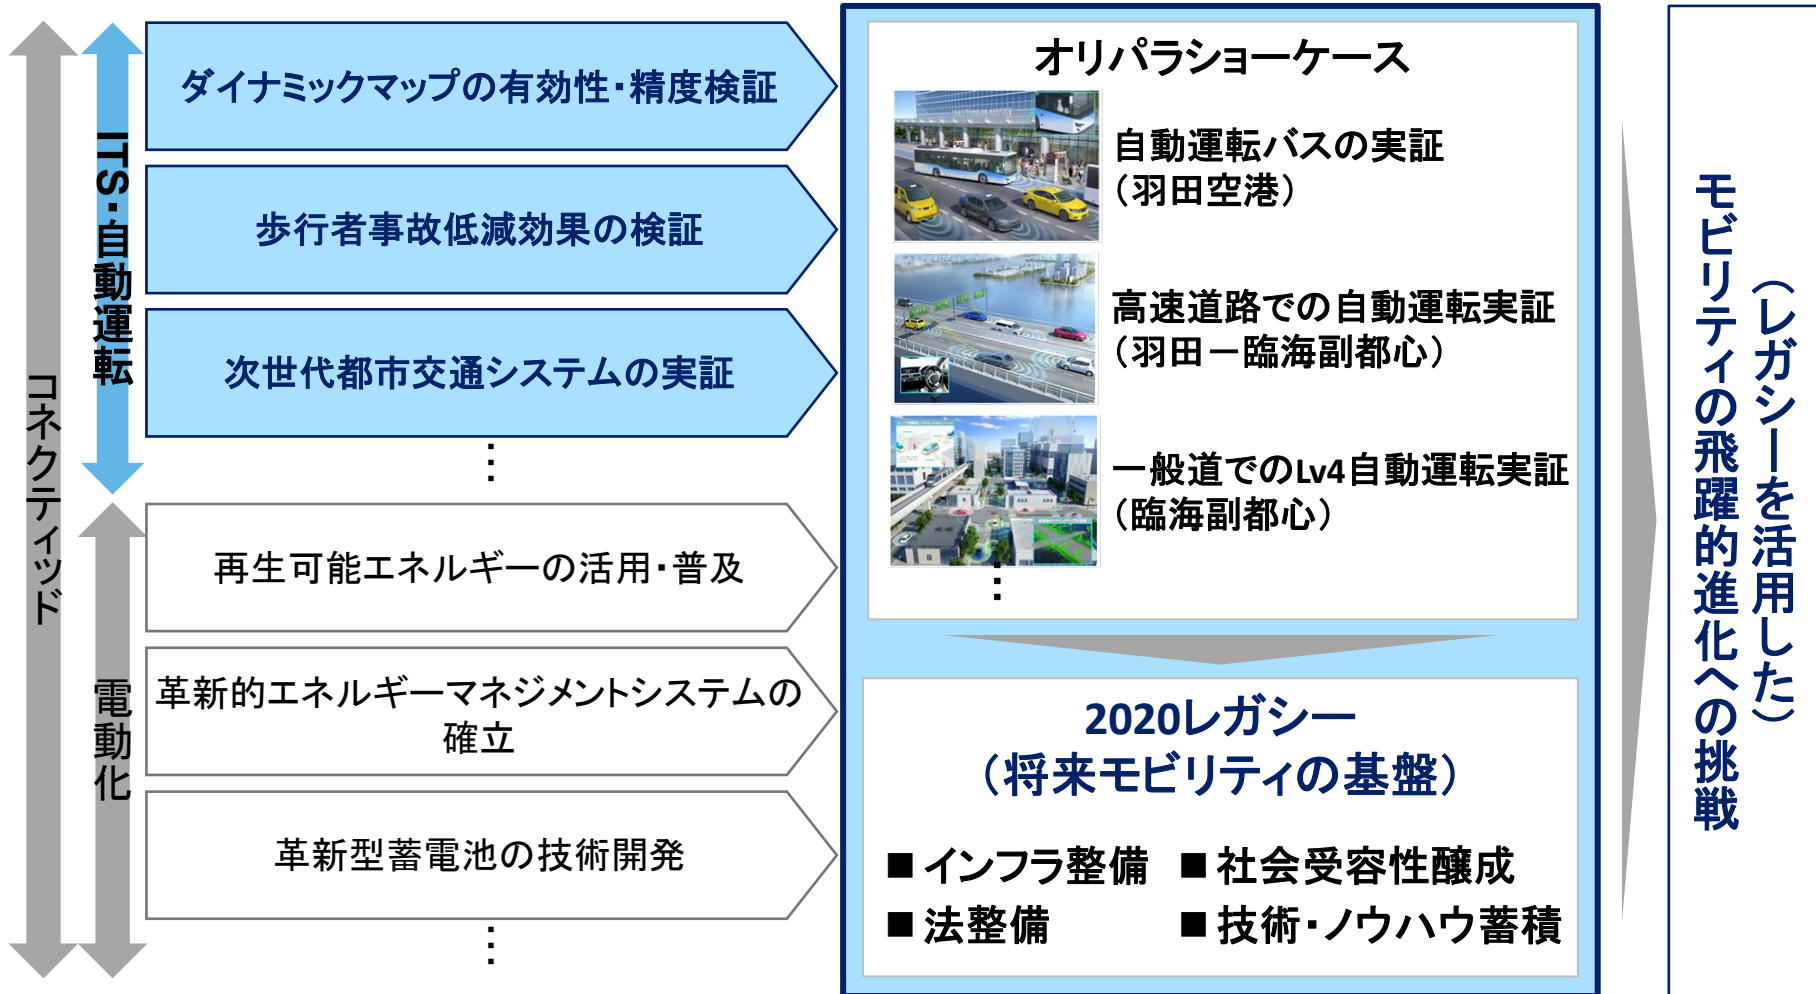 コネクティッド
ITS・自動運転
電動化
ダイナミックマップの有効性・精度検証
歩行者事故低減効果の検証
次世代都市交通システムの実証
⋮
再生可能エネルギーの活用・普及
革新的エネルギーマネジメントシステムの
確立
革新型蓄電池の技術開発
⋮
オリパラショーケース
自動運転バスの実証
（羽田空港）
高速道路での自動運転実証
（羽田－臨海副都心）
一般道でのLv4自動運転実証
（臨海副都心）
⋮
2020レガシー
（将来モビリティの基盤）
■ インフラ整備
■ 社会受容性醸成
■ 法整備
■ 技術・ノウハウ蓄積
（レガシーを活用した）
モビリティの飛躍的進化への挑戦